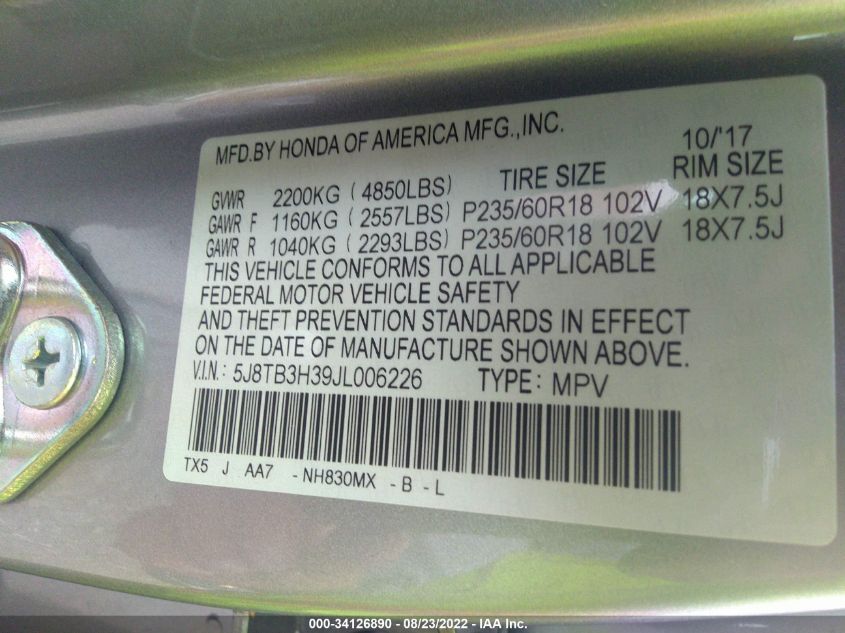 MFD.BY HONDA OF AMERICA MFG.,INC. 10/'17
TIRE SIZE RIM SIZE
GVWR 2200KG (4850LBS)
GAWR F 1160KG (2557LBS) P235/60R18 102V 18X7.5J
GAWR R 1040KG (2293LBS) P235/60R18 102V 18X7.5J
THIS VEHICLE CONFORMS TO ALL APPLICABLE
FEDERAL MOTOR VEHICLE SAFETY
AND THEFT PREVENTION STANDARDS IN EFFECT
ON THE DATE OF MANUFACTURE SHOWN ABOVE.
V.I.N.: 5J8TB3H39JL006226 TYPE: MPV
TX5 J AA7 -NH830MX -B -L
000-34126890 - 08/23/2022 - IAA Inc.